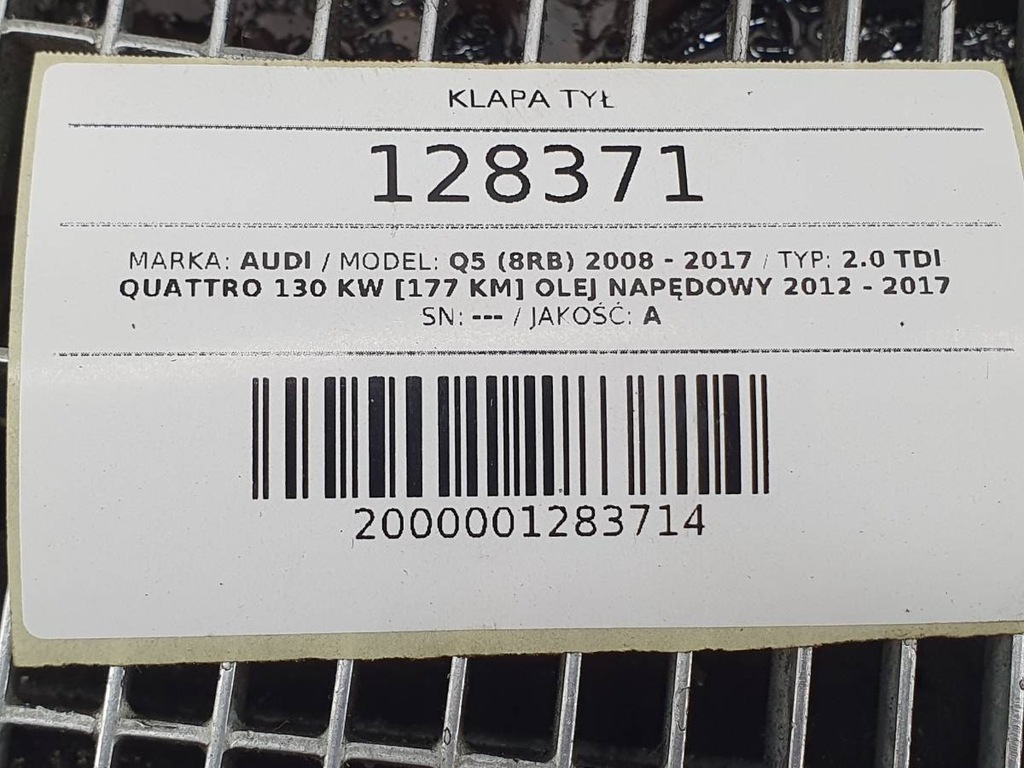 KLAPA TYŁ
128371
MARKA: AUDI / MODEL: Q5 (8RB) 2008 - 2017 / TYP: 2.0 TDI
QUATTRO 130 KW [177 KM] OLEJ NAPĘDOWY 2012 - 2017
SN: --- / JAKOŚĆ: A
2000001283714